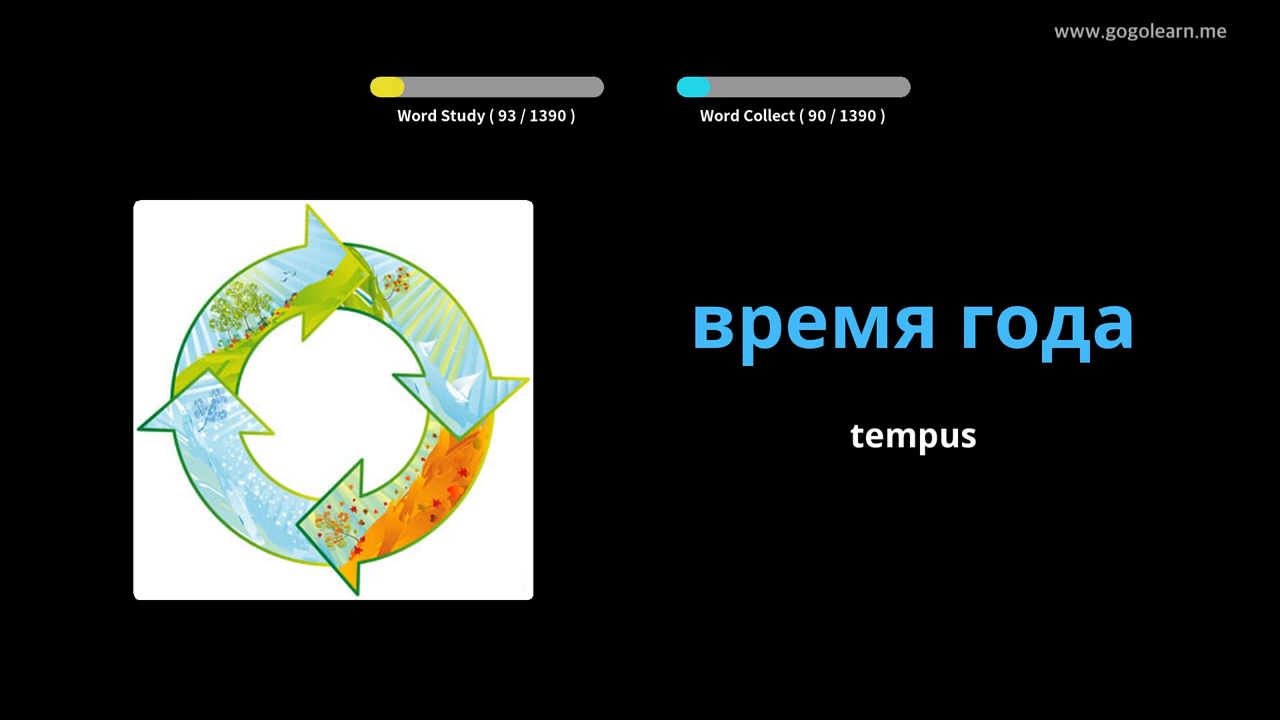 www.gogolearn.me
Word Study ( 93 / 1390 )
Word Collect ( 90 / 1390 )
время года
tempus